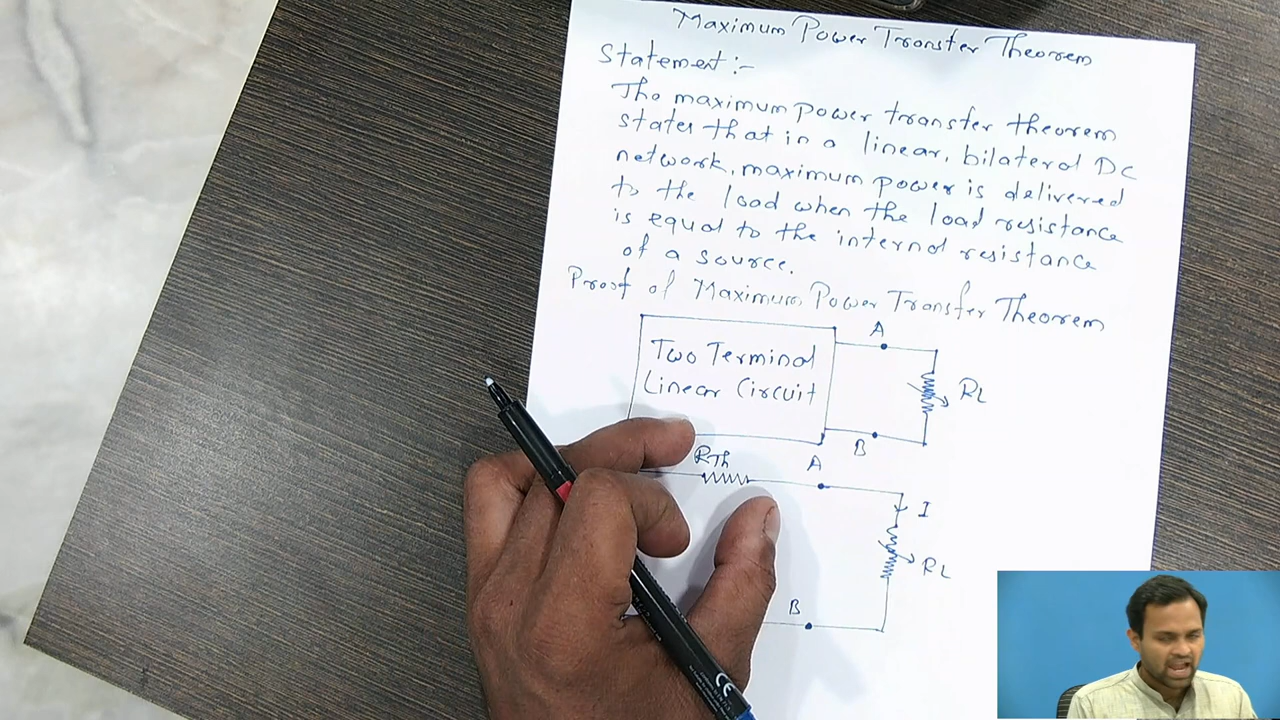 Maximum Power Transfer Theorem
Statement :-
The maximum power transfer theorem
states that in a linear, bilateral DC
network, maximum power is delivered
to the load when the load resistance
is equal to the internal resistance
of a source.
Proof of Maximum Power Transfer Theorem
A
Two Terminal
Linear Circuit
RL
B
RTh
A
I
RL
B
CE